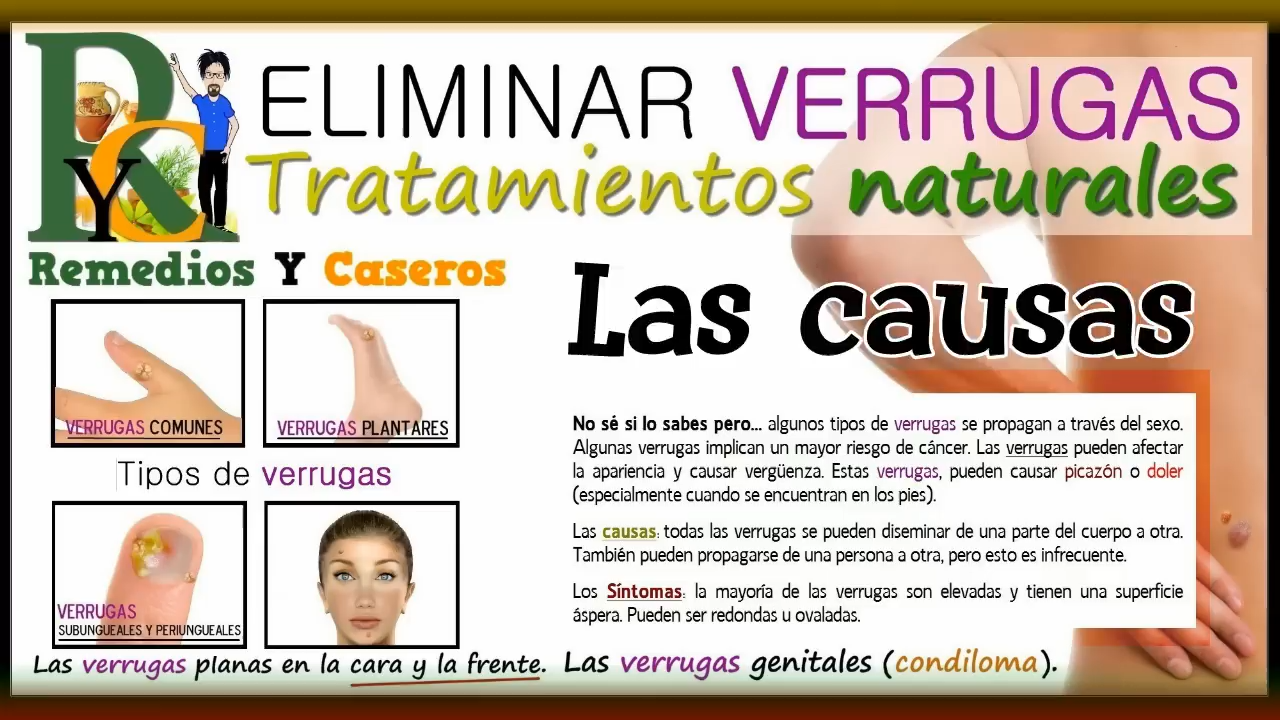 RYC
ELIMINAR VERRUGAS
Tratamientos naturales
Remedios Y Caseros
Las causas
VERRUGAS COMUNES
VERRUGAS PLANTARES
Tipos de verrugas
VERRUGAS
SUBUNGUEALES Y PERIUNGUEALES
No sé si lo sabes pero... algunos tipos de verrugas se propagan a través del sexo.
Algunas verrugas implican un mayor riesgo de cáncer. Las verrugas pueden afectar
la apariencia y causar vergüenza. Estas verrugas, pueden causar picazón o doler
(especialmente cuando se encuentran en los pies).
Las causas: todas las verrugas se pueden diseminar de una parte del cuerpo a otra.
También pueden propagarse de una persona a otra, pero esto es infrecuente.
Los Síntomas: la mayoría de las verrugas son elevadas y tienen una superficie
áspera. Pueden ser redondas u ovaladas.
Las verrugas planas en la cara y la frente. Las verrugas genitales (condiloma).